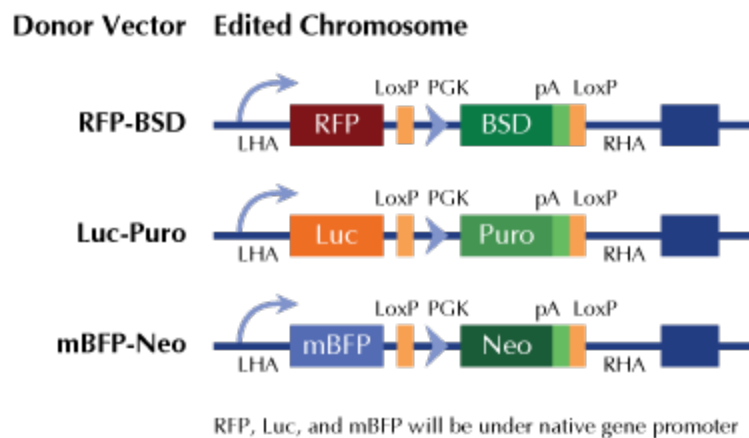 Donor Vector Edited Chromosome
LoxP PGK pA LoxP
RFP-BSD RFP BSD
LHA RHA
LoxP PGK pA LoxP
Luc-Puro Luc Puro
LHA RHA
LoxP PGK pA LoxP
mBFP-Neo mBFP Neo
LHA RHA
RFP, Luc, and mBFP will be under native gene promoter